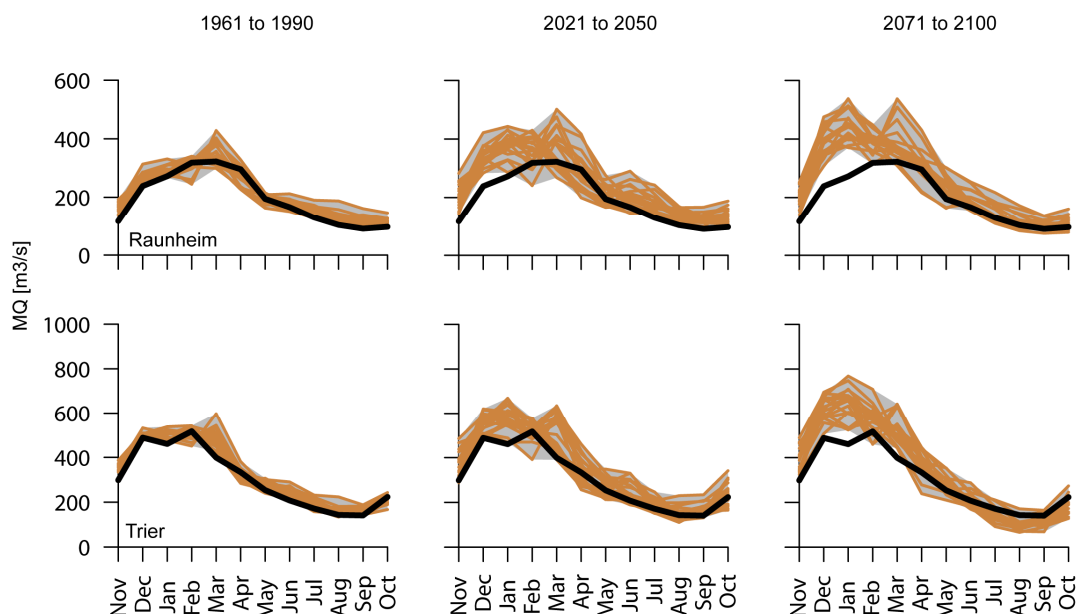 1961 to 1990 2021 to 2050 2071 to 2100
MQ [m3/s]
600
400
200
0
Raunheim
1000
800
600
400
200
0
Trier
Nov Dec Jan Feb Mar Apr May Jun Jul Aug Sep Oct Nov Dec Jan Feb Mar Apr May Jun Jul Aug Sep Oct Nov Dec Jan Feb Mar Apr May Jun Jul Aug Sep Oct